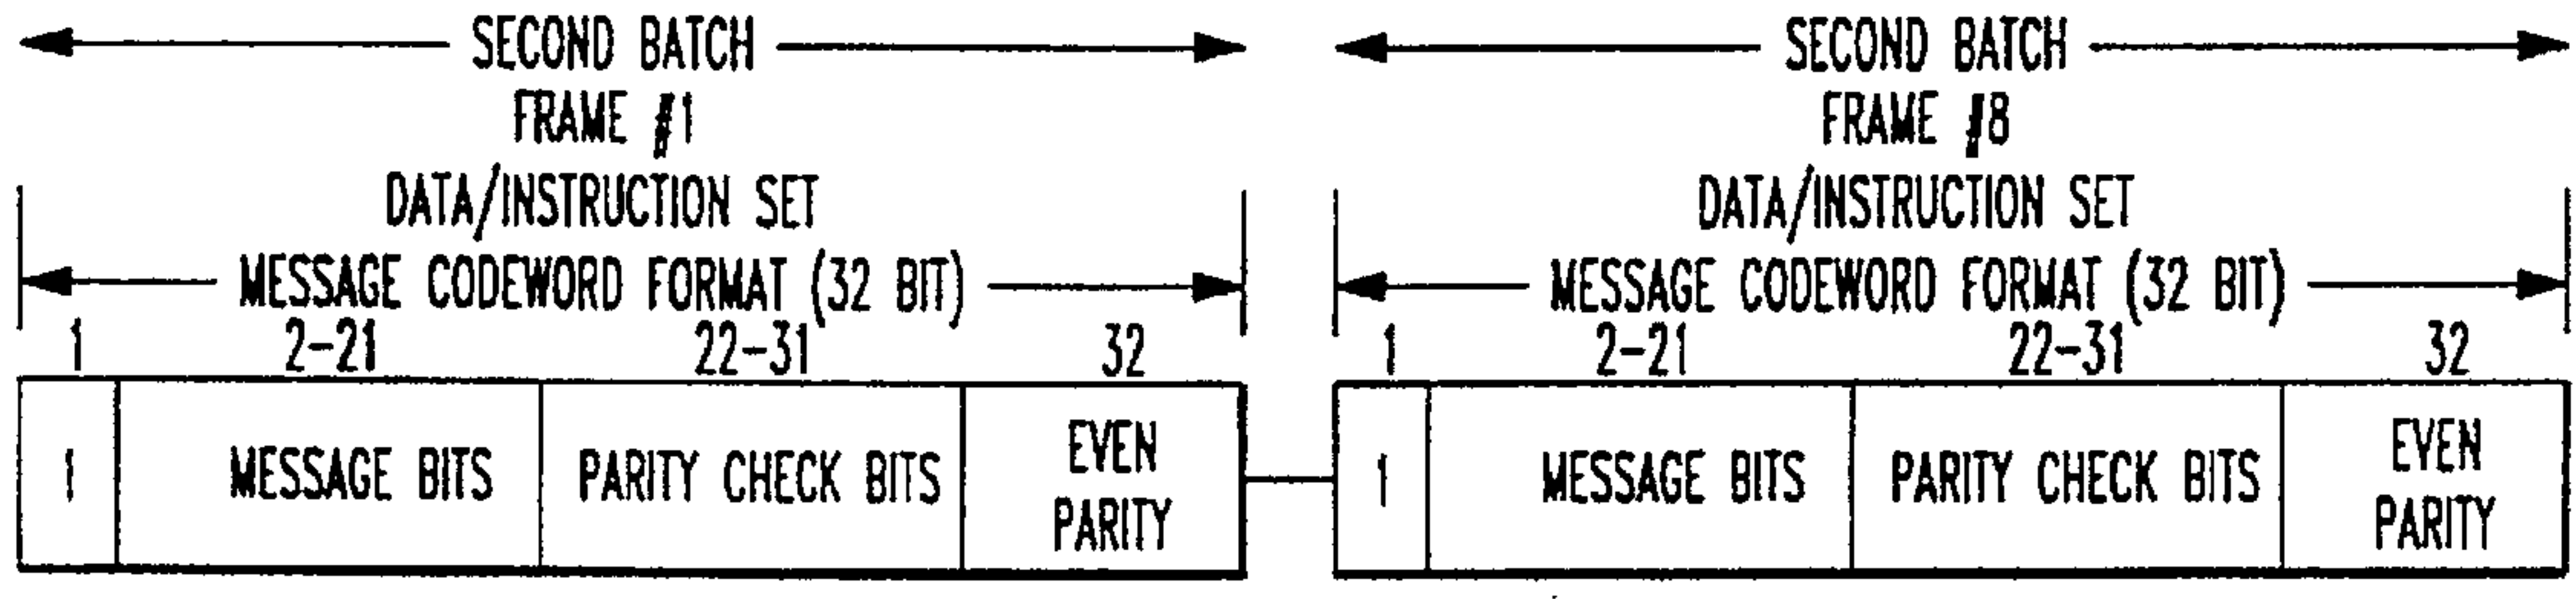 SECOND BATCH
FRAME #1
DATA/INSTRUCTION SET
MESSAGE CODEWORD FORMAT (32 BIT)
1 2-21 22-31 32
1 MESSAGE BITS PARITY CHECK BITS EVEN PARITY
SECOND BATCH
FRAME #8
DATA/INSTRUCTION SET
MESSAGE CODEWORD FORMAT (32 BIT)
1 2-21 22-31 32
1 MESSAGE BITS PARITY CHECK BITS EVEN PARITY